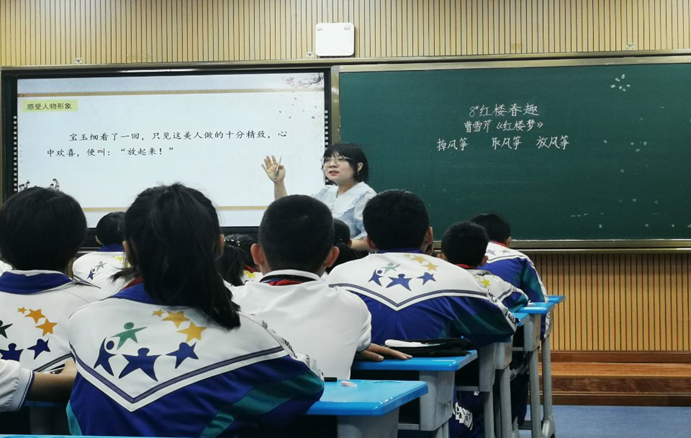 感受人物形象
宝玉细看了一回，只见这美人做的十分精致，心
中欢喜，便叫：“放起来！”
8*红楼春趣
曹雪芹《红楼梦》
风筝 取风筝 放风筝